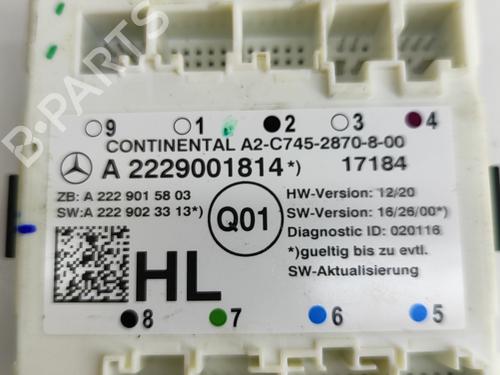 B-PARTS
9 1 2 3 4
CONTINENTAL A2-C745-2870-8-00
A 2229001814*) 17184
ZB: A 222 901 58 03
SW:A 222 902 33 13*)
Q01
HW-Version: 12/20
SW-Version: 16/26/00*)
Diagnostic ID: 020116
*)gueltig bis zu evtl.
SW-Aktualisierung
HL
8 7 6 5